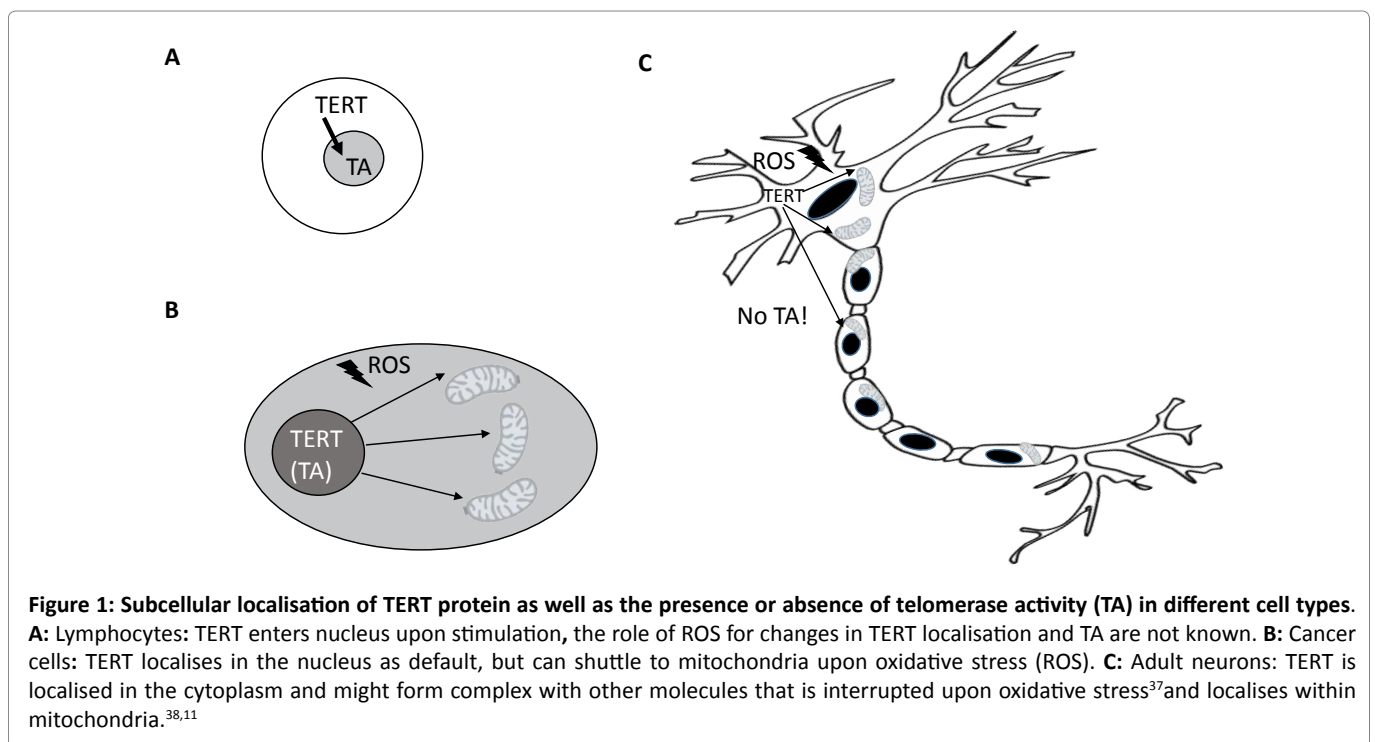 A
TERT
TA
B
ROS
TERT
(TA)
C
ROS
TERT
No TA!
Figure 1: Subcellular localisation of TERT protein as well as the presence or absence of telomerase activity (TA) in different cell types.
A: Lymphocytes: TERT enters nucleus upon stimulation, the role of ROS for changes in TERT localisation and TA are not known. B: Cancer
cells: TERT localises in the nucleus as default, but can shuttle to mitochondria upon oxidative stress (ROS). C: Adult neurons: TERT is
localised in the cytoplasm and might form complex with other molecules that is interrupted upon oxidative stress37and localises within
mitochondria.38,11